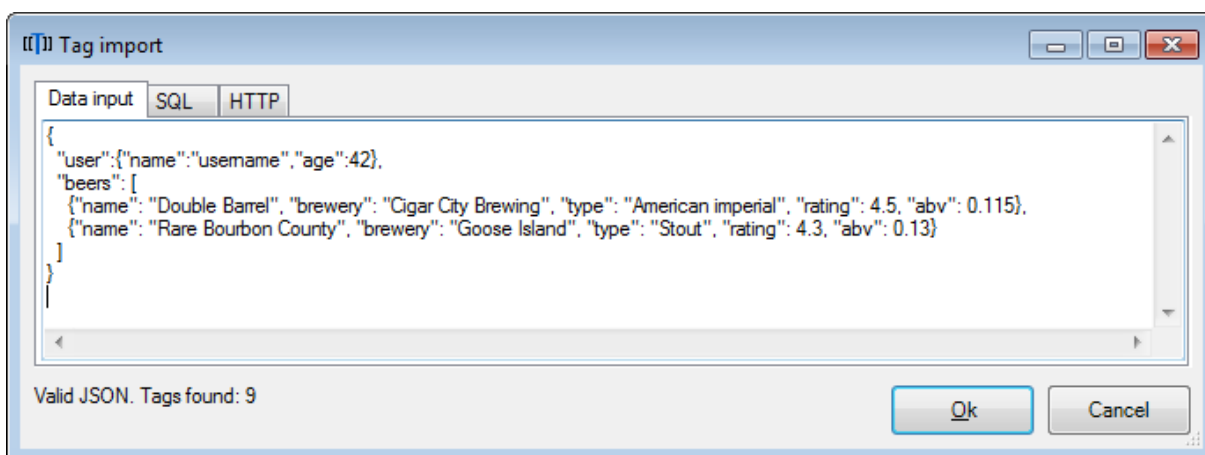 [[T]] Tag import
Data input SQL HTTP
{
"user":{"name":"username","age":42},
"beers": [
{"name": "Double Barrel", "brewery": "Cigar City Brewing", "type": "American imperial", "rating": 4.5, "abv": 0.115},
{"name": "Rare Bourbon County", "brewery": "Goose Island", "type": "Stout", "rating": 4.3, "abv": 0.13}
]
}
Valid JSON. Tags found: 9
Ok Cancel